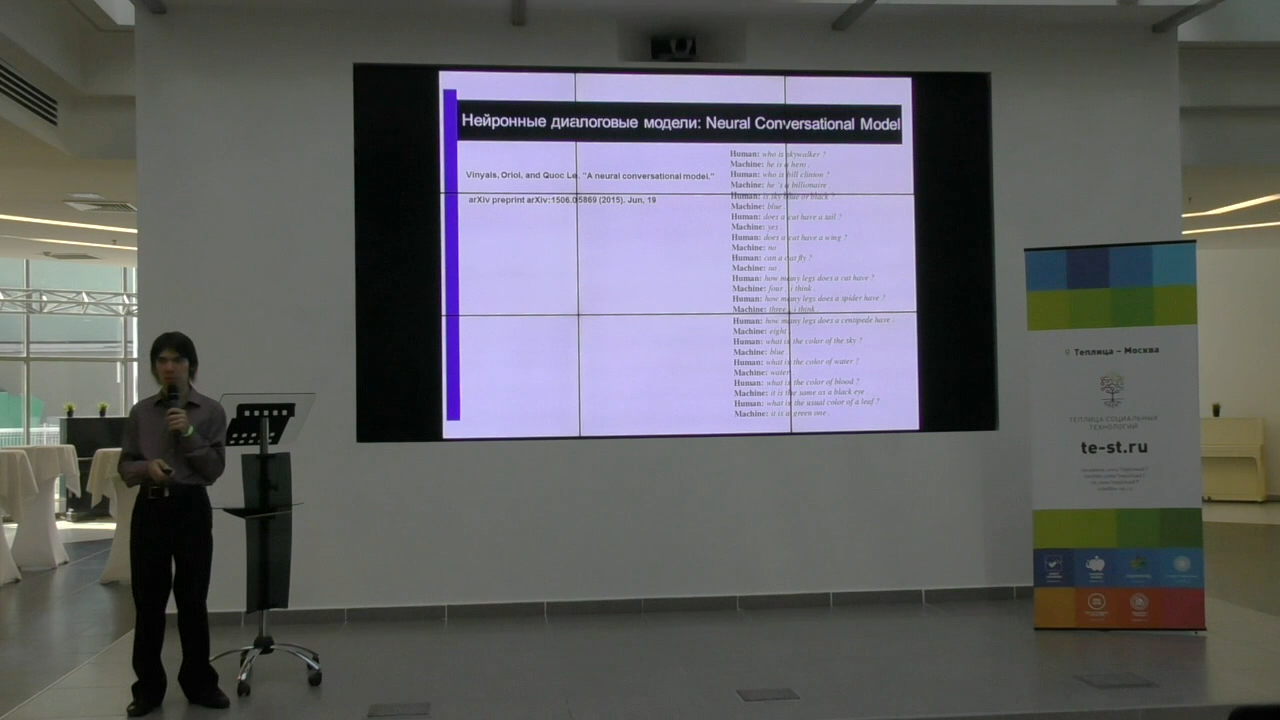 Нейронные диалоговые модели: Neural Conversational Model
Vinyals, Oriol, and Quoc Le. "A neural conversational model."
arXiv preprint arXiv:1506.05869 (2015). Jun, 19
Human: who is skywalker ?
Machine: he is a hero .
Human: who is bill clinton ?
Machine: he 's a billionaire .
Human: is sky blue or black ?
Machine: blue .
Human: does a cat have a tail ?
Machine: yes .
Human: does a cat have a wing ?
Machine: no .
Human: can a cat fly ?
Machine: no .
Human: how many legs does a cat have ?
Machine: four , i think .
Human: how many legs does a spider have ?
Machine: three , i think .
Human: how many legs does a centipede have
Machine: eight .
Human: what is the color of the sky ?
Machine: blue .
Human: what is the color of water ?
Machine: water
Human: what is the color of blood ?
Machine: it is the same as a black eye .
Human: what is the usual color of a leaf ?
Machine: it is a green one .
Теплица – Москва
ТЕПЛИЦА СОЦИАЛЬНЫХ
ТЕХНОЛОГИЙ
te-st.ru